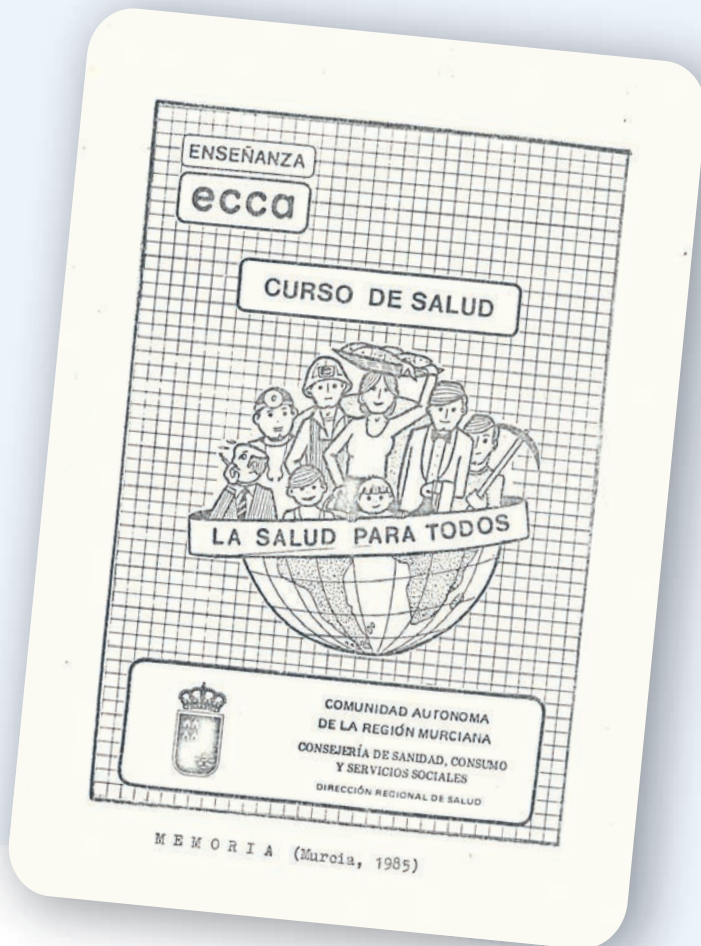 ENSEÑANZA
ecca
CURSO DE SALUD
LA SALUD PARA TODOS
COMUNIDAD AUTONOMA
DE LA REGIÓN MURCIANA
CONSEJERÍA DE SANIDAD, CONSUMO
Y SERVICIOS SOCIALES
DIRECCIÓN REGIONAL DE SALUD
MEMORIA (Murcia, 1985)